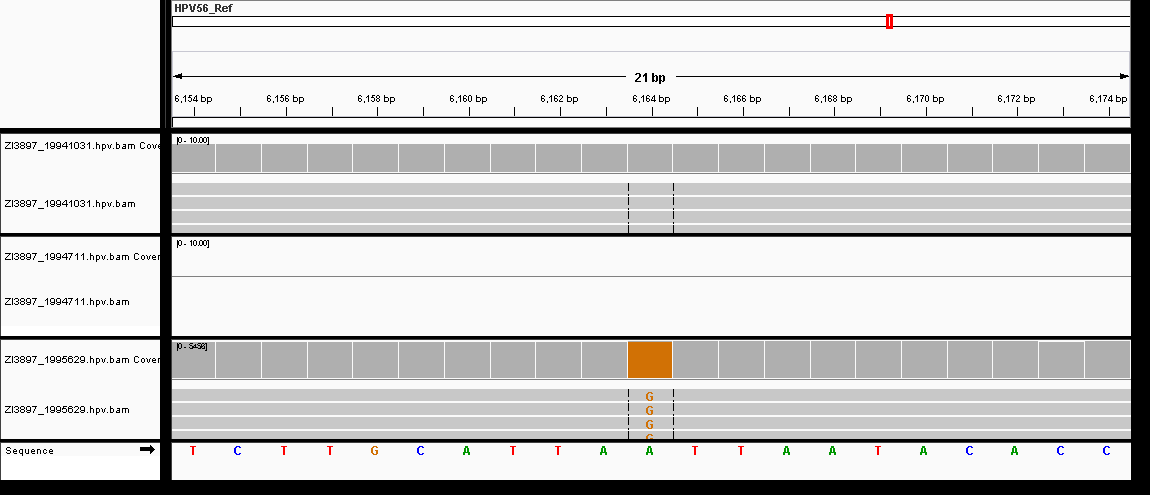 HPV56_Ref
21 bp
6,154 bp 6,156 bp 6,158 bp 6,160 bp 6,162 bp 6,164 bp 6,166 bp 6,168 bp 6,170 bp 6,172 bp 6,174 bp
ZI3897_19941031.hpv.bam Cove
[0 - 10.00]
ZI3897_19941031.hpv.bam
[0 - 10.00]
ZI3897_1994711.hpv.bam Cover
ZI3897_1994711.hpv.bam
[0 - 5456]
ZI3897_1995629.hpv.bam Cover
G
ZI3897_1995629.hpv.bam G
G
G
Sequence T C T T G C A T T A A T T A A T A C A C C